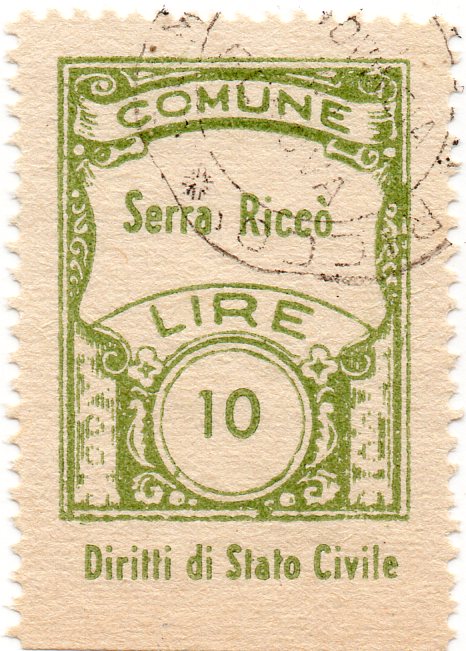 COMUNE
Serra Riccò
LIRE
10
Diritti di Stato Civile